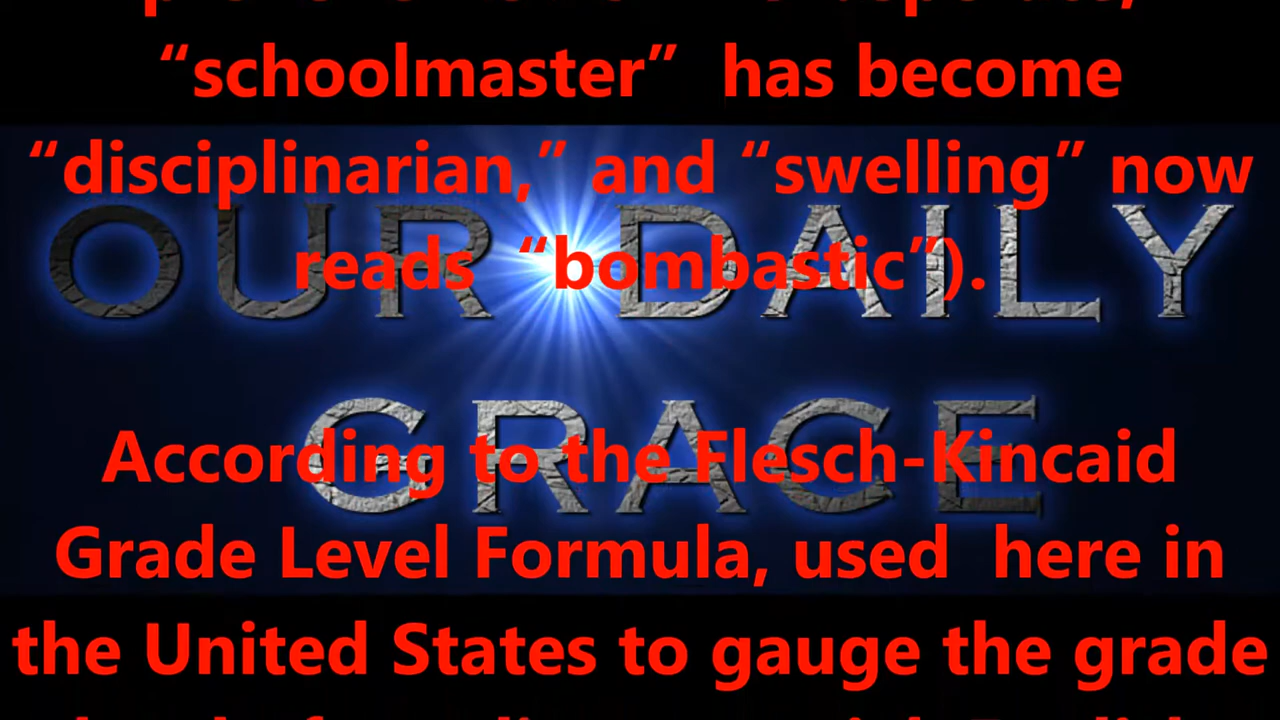 “schoolmaster” has become
“disciplinarian,” and “swelling” now
reads “bombastic”).
OUR DAILY
GRACE
According to the Flesch-Kincaid
Grade Level Formula, used here in
the United States to gauge the grade